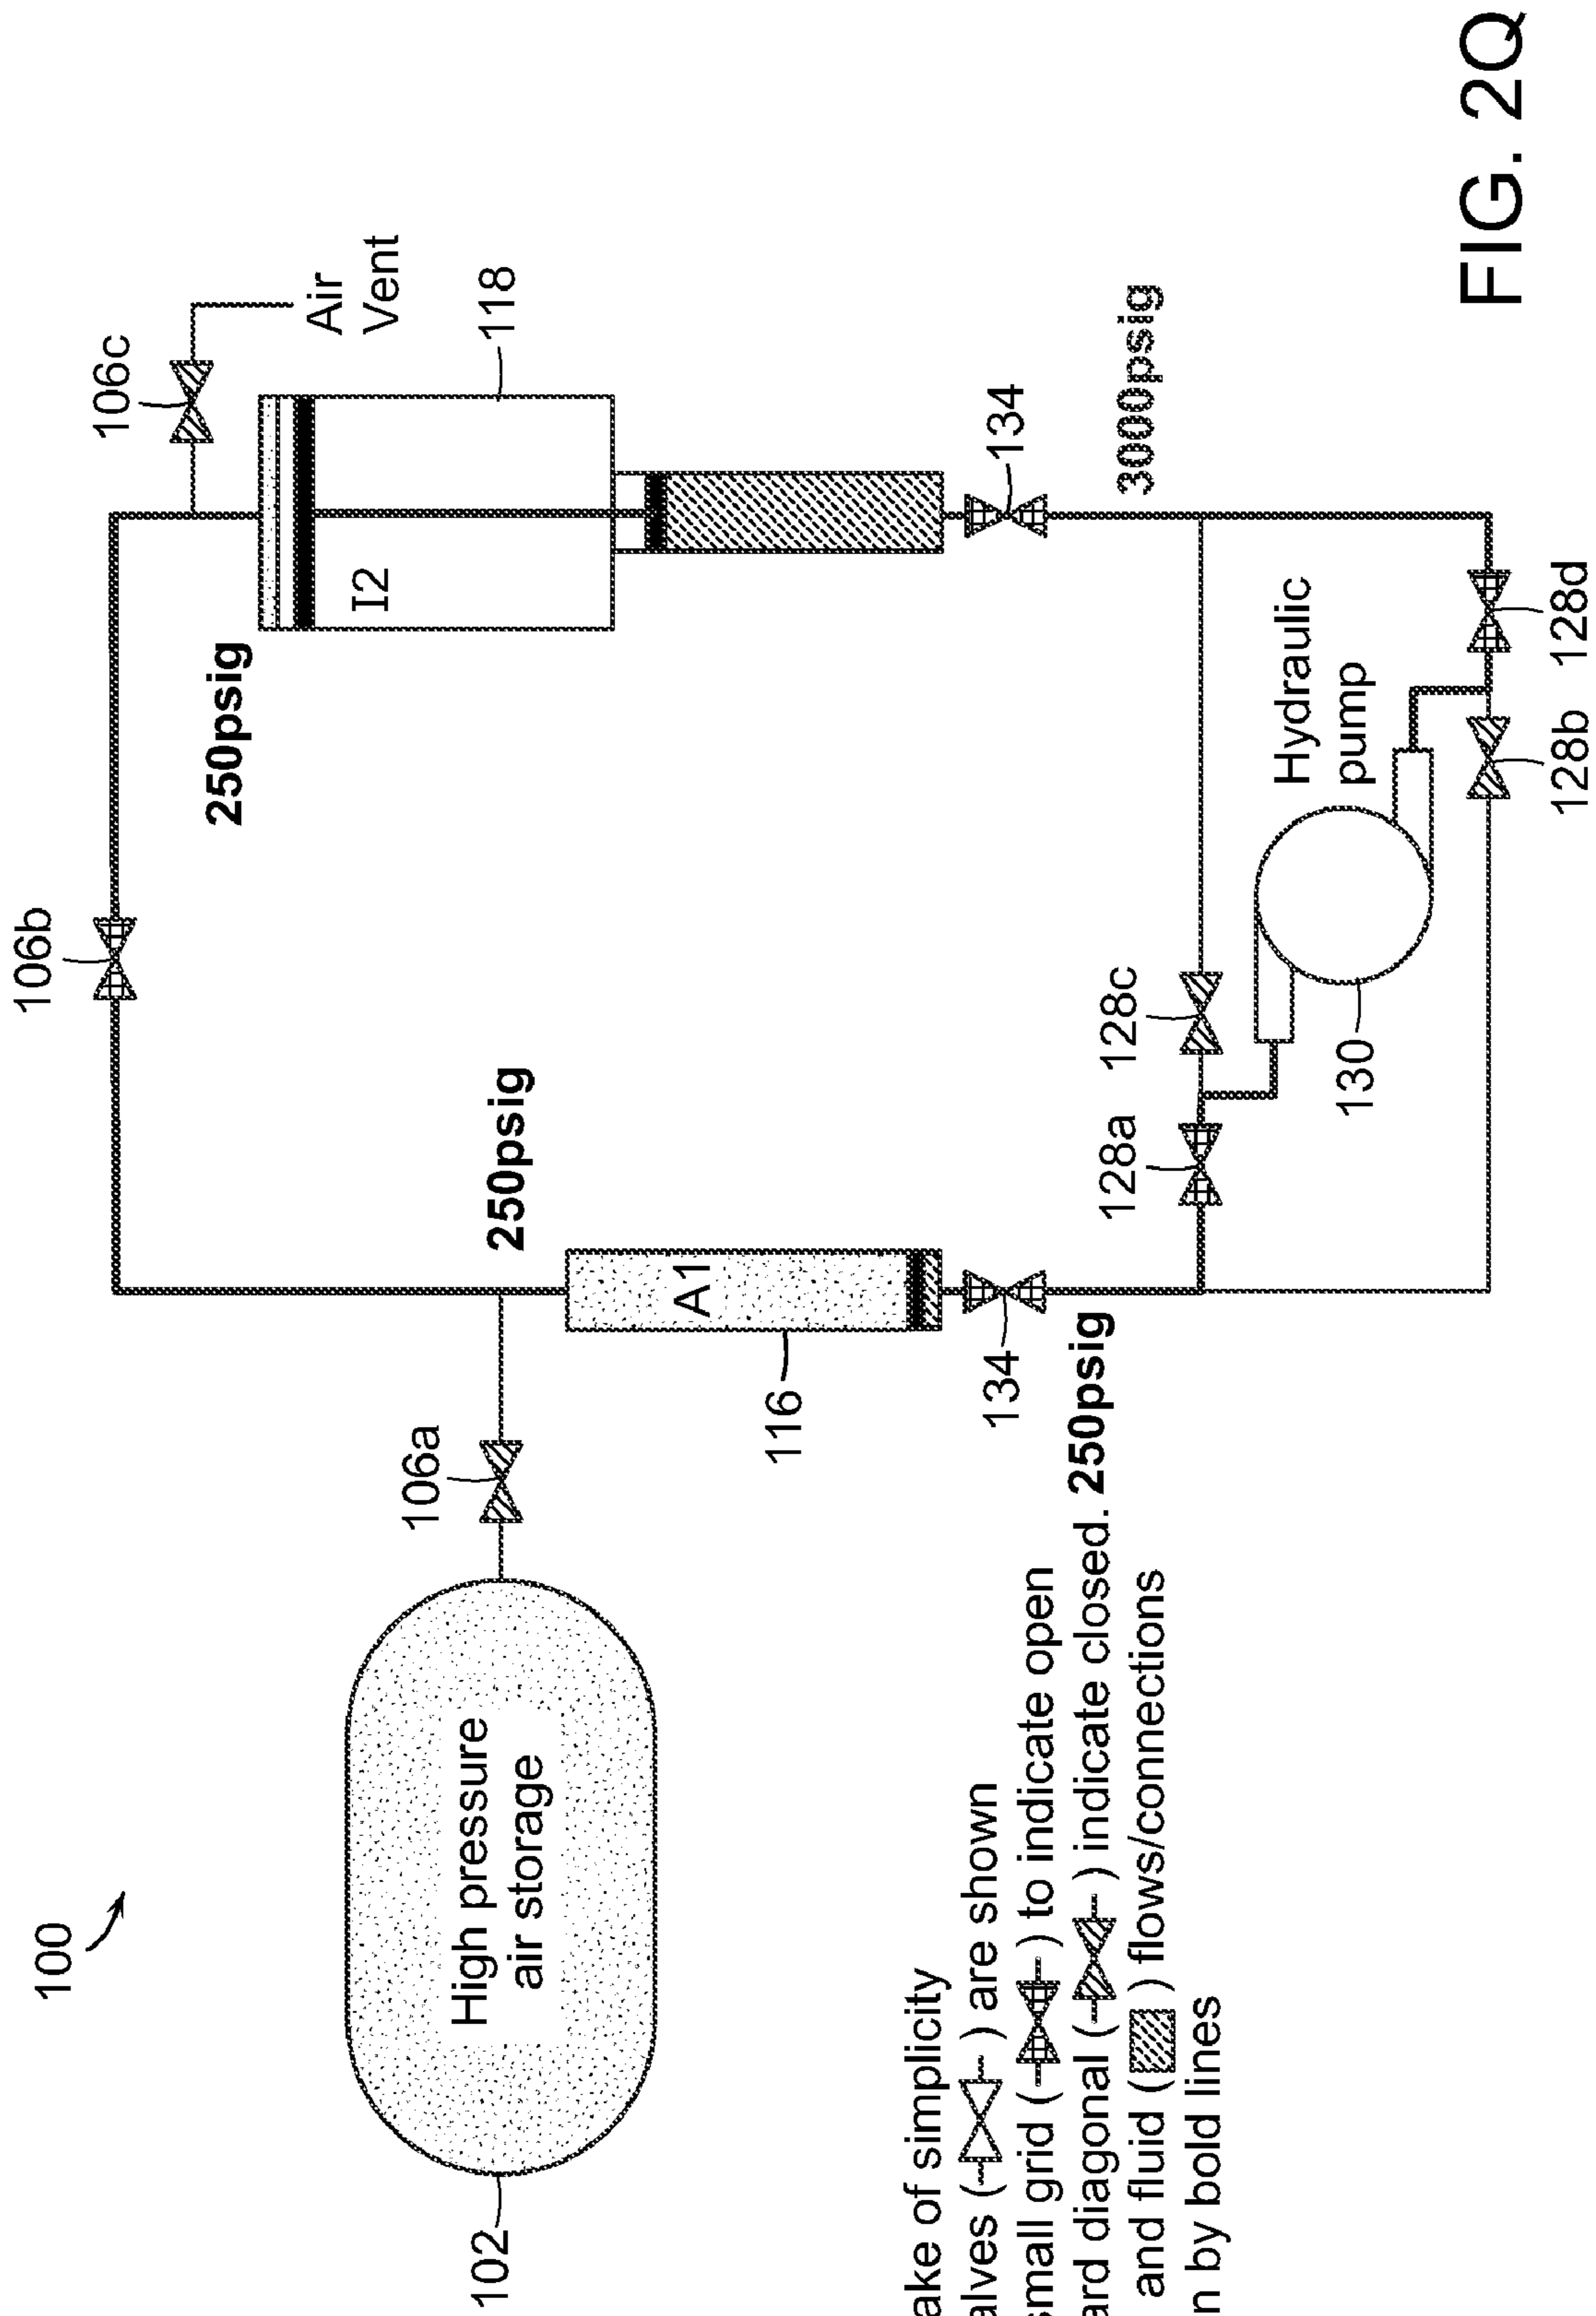 100
106b
106c
Air
Vent
250psig
118
I2
106a
250psig
High pressure
air storage
102
A1
116
134
134
250psig
3000psig
128a
128c
Hydraulic
pump
130
128b
128d
ake of simplicity
alves ( ) are shown
small grid ( ) to indicate open
ard diagonal ( ) indicate closed.
and fluid ( ) flows/connections
n by bold lines
FIG. 2Q